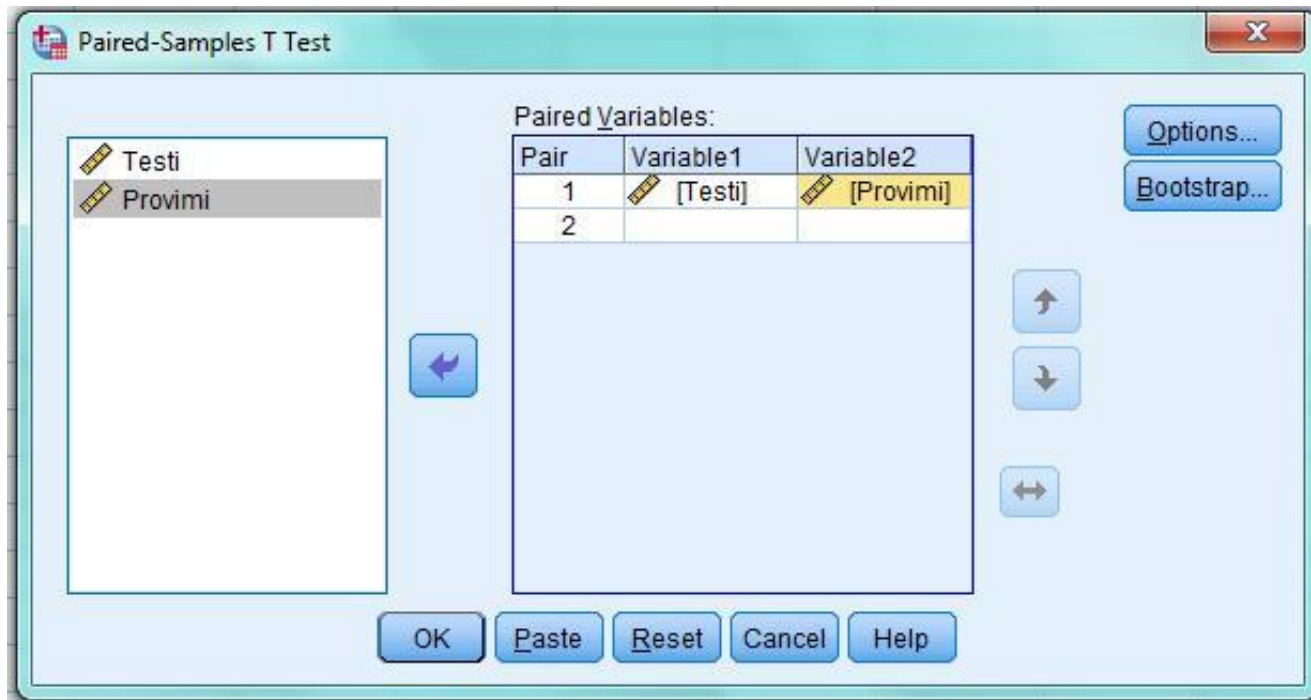 Paired-Samples T Test
Testi
Provimi
Paired Variables:
Pair Variable1 Variable2
1 [Testi] [Provimi]
2
Options...
Bootstrap...
OK Paste Reset Cancel Help